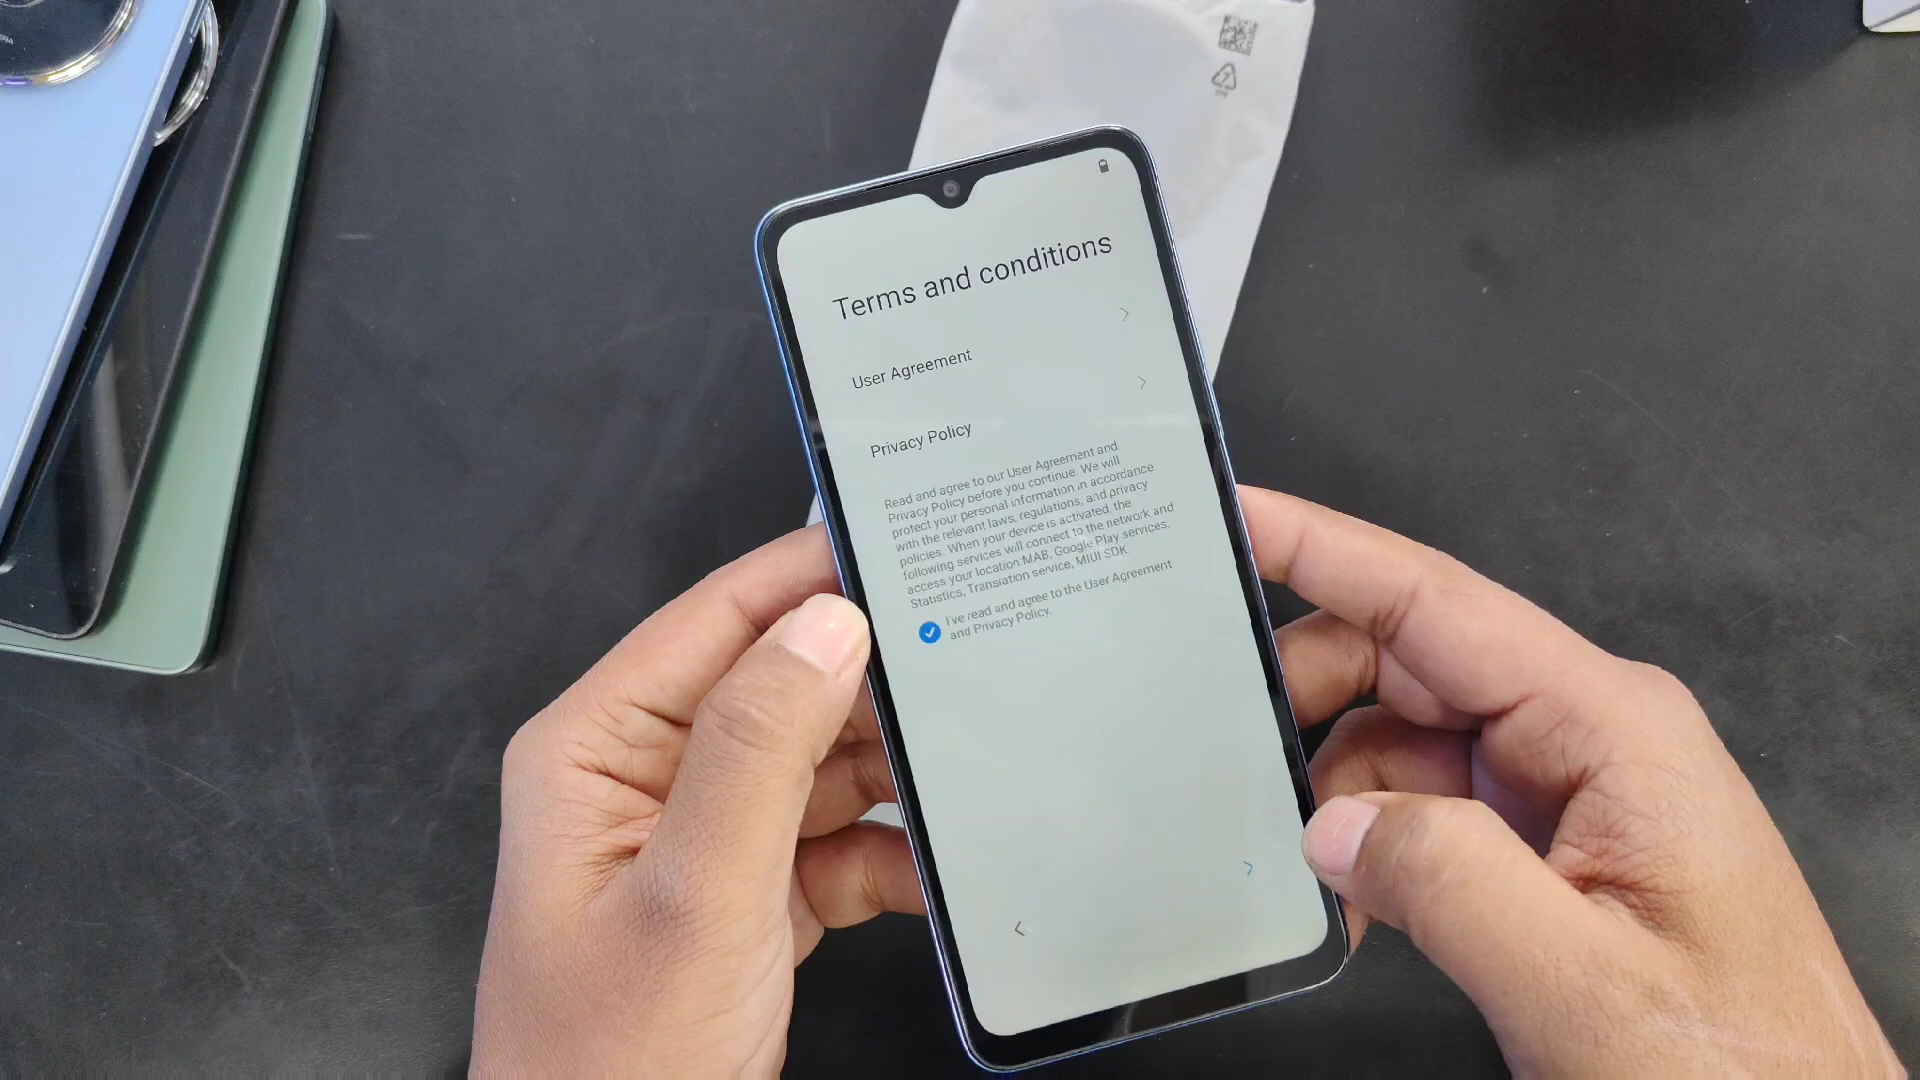 Terms and conditions
User Agreement
Privacy Policy
Read and agree to our User Agreement and
Privacy Policy before you continue. We will
protect your personal information in accordance
with the relevant laws, regulations, and privacy
policies. When your device is activated, the
following services will connect to the network and
access your location:MAB, Google Play services,
Statistics, Translation service, MIUI SDK.
I've read and agree to the User Agreement
and Privacy Policy.